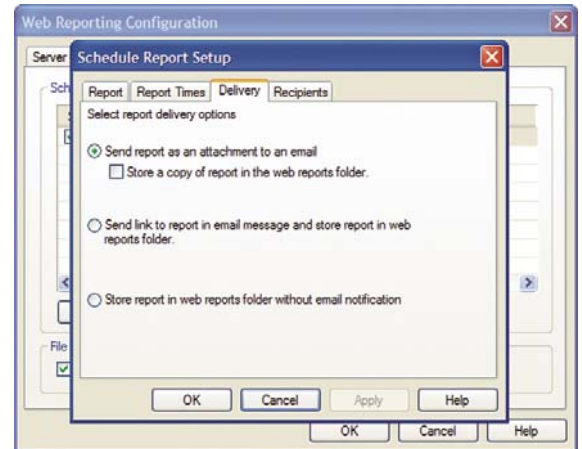 Web Reporting Configuration
Schedule Report Setup
Server
Report Report Times Delivery Recipients
Sch
Select report delivery options
Send report as an attachment to an email
Store a copy of report in the web reports folder.
Send link to report in email message and store report in web
reports folder.
Store report in web reports folder without email notification
File
OK Cancel Apply Help
OK Cancel Help